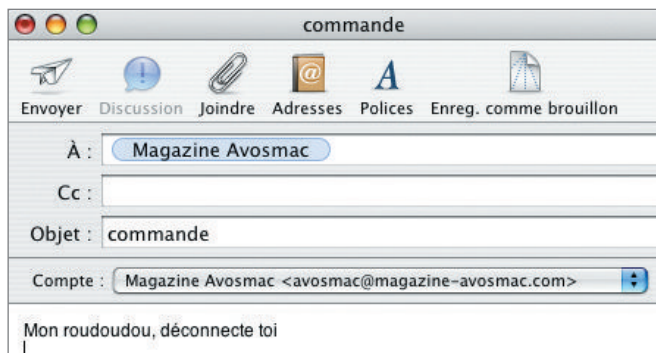 commande
Envoyer Discussion Joindre Adresses Polices Enreg. comme brouillon
À : Magazine Avosmac
Cc :
Objet : commande
Compte : Magazine Avosmac <avosmac@magazine-avosmac.com>
Mon roudoudou, déconnecte toi